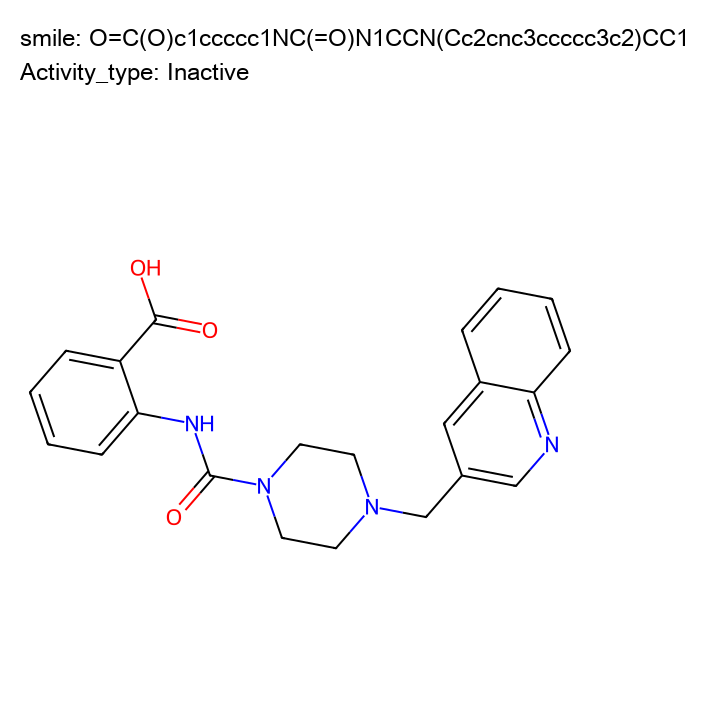 smile: O=C(O)c1ccccc1NC(=O)N1CCN(Cc2cnc3ccccc3c2)CC1
Activity_type: Inactive
OH
O
NH
N
O
N
N